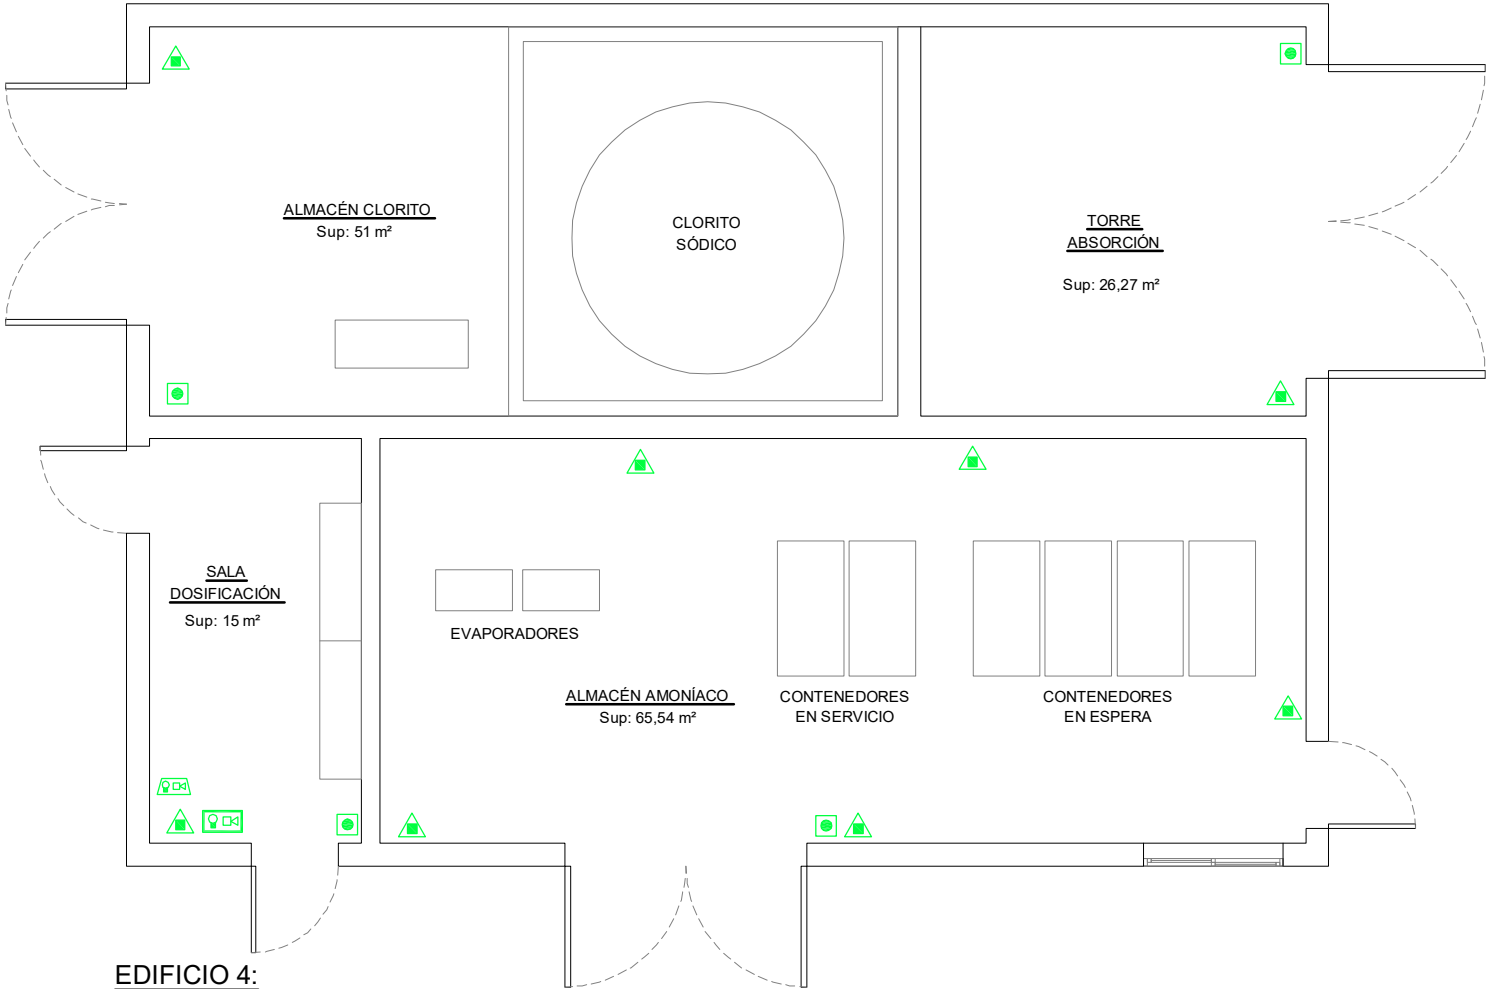 ALMACÉN CLORITO
Sup: 51 m²
CLORITO
SÓDICO
TORRE
ABSORCIÓN
Sup: 26,27 m²
SALA
DOSIFICACIÓN
Sup: 15 m²
EVAPORADORES
ALMACÉN AMONÍACO
Sup: 65,54 m²
CONTENEDORES
EN SERVICIO
CONTENEDORES
EN ESPERA
EDIFICIO 4: